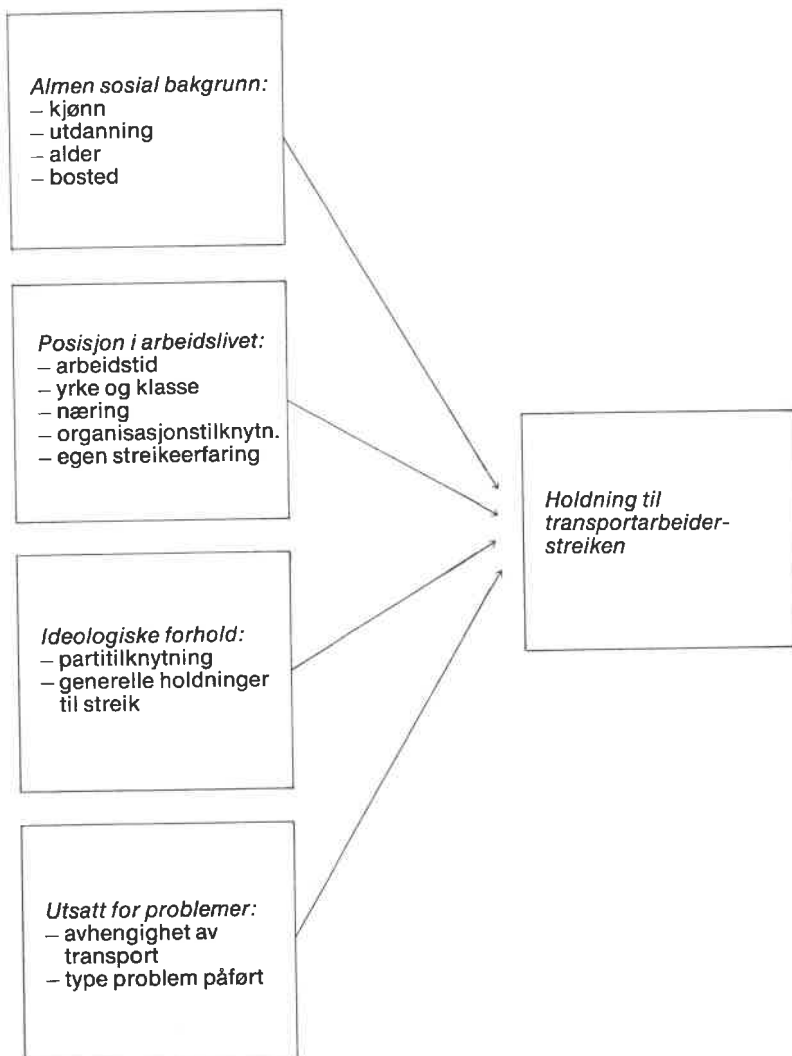 Almen sosial bakgrunn:
– kjønn
– utdanning
– alder
– bosted
Posisjon i arbeidslivet:
– arbeidstid
– yrke og klasse
– næring
– organisasjonstilknytn.
– egen streikeerfaring
Ideologiske forhold:
– partitilknytning
– generelle holdninger
til streik
Utsatt for problemer:
– avhengighet av
transport
– type problem påført
Holdning til
transportarbeider-
streiken